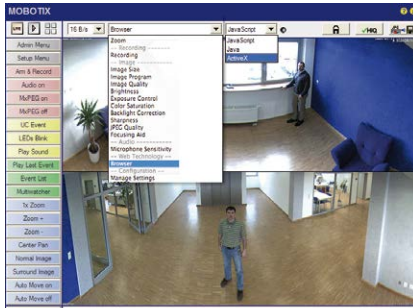 MOBOTIX
16 B/s
Browser
JavaScript
HQ
Admin Menu
Setup Menu
Arm & Record
Audio on
MxPEG on
MxPEG off
UC Event
LEDs Blink
Play Sound
Play Last Event
Event List
Multiwatcher
1x Zoom
Zoom +
Zoom -
Center Pan
Normal Image
Surround Image
Auto Move on
Auto Move off
Zoom
--- Recording ---
Recording
--- Image ---
Image Size
Image Program
Image Quality
Brightness
Exposure Control
Color Saturation
Backlight Correction
Sharpness
JPEG Quality
Focusing Aid
--- Audio ---
Microphone Sensitivity
--- Web Technology ---
Browser
--- Configuration ---
Manage Settings
JavaScript
Java
ActiveX